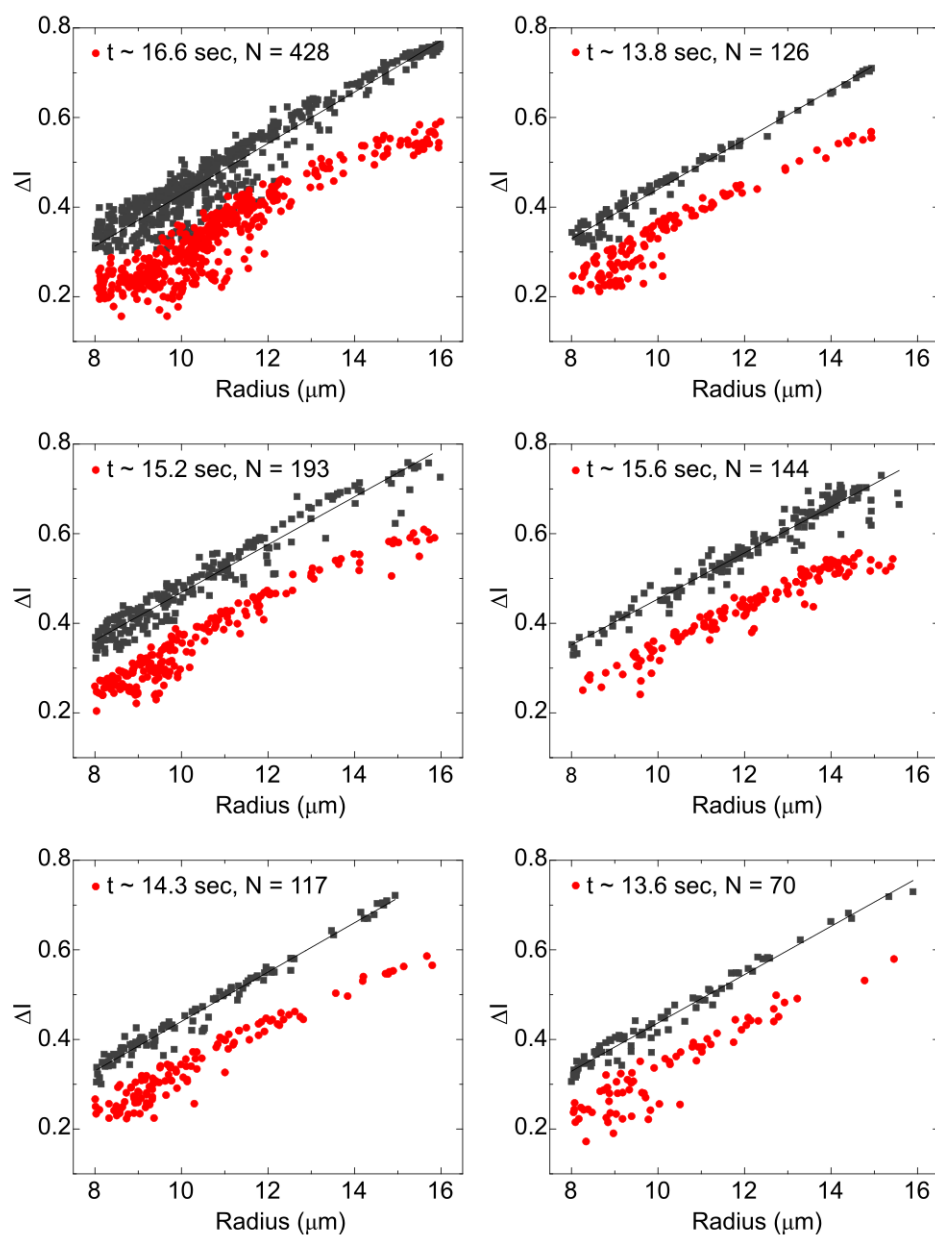 0.8
t ~ 16.6 sec, N = 428
0.6
ΔI
0.4
0.2
8 10 12 14 16
Radius (μm)
0.8
t ~ 13.8 sec, N = 126
0.6
ΔI
0.4
0.2
8 10 12 14 16
Radius (μm)
0.8
t ~ 15.2 sec, N = 193
0.6
ΔI
0.4
0.2
8 10 12 14 16
Radius (μm)
0.8
t ~ 15.6 sec, N = 144
0.6
ΔI
0.4
0.2
8 10 12 14 16
Radius (μm)
0.8
t ~ 14.3 sec, N = 117
0.6
ΔI
0.4
0.2
8 10 12 14 16
Radius (μm)
0.8
t ~ 13.6 sec, N = 70
0.6
ΔI
0.4
0.2
8 10 12 14 16
Radius (μm)